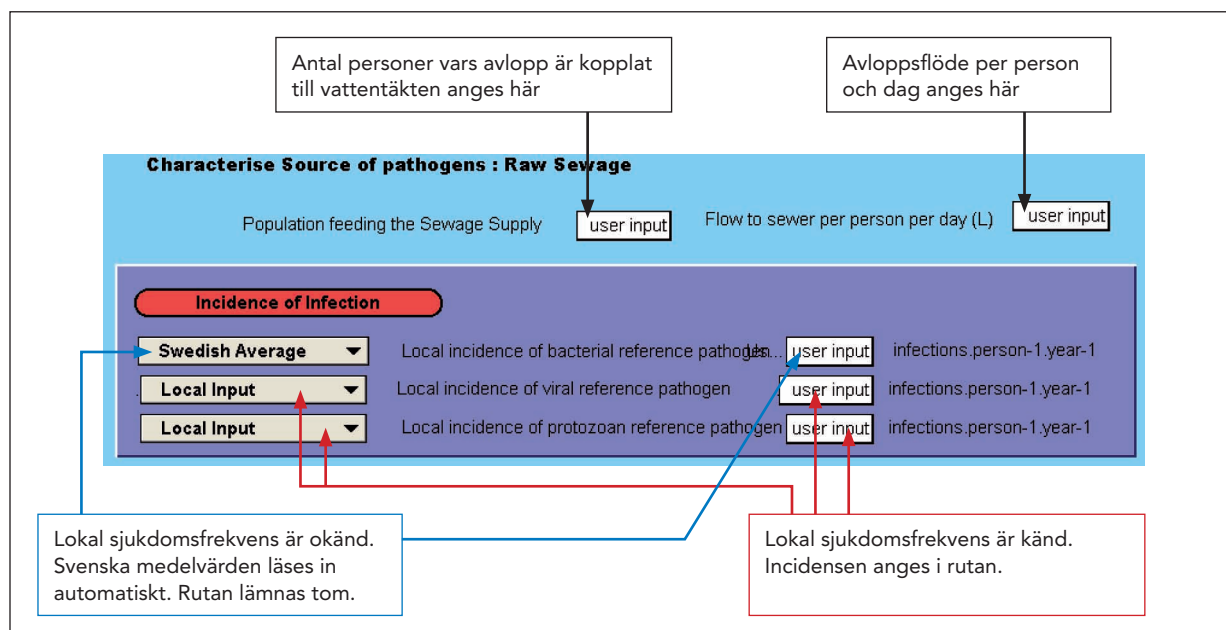 Antal personer vars avlopp är kopplat
till vattentäkten anges här
Avloppsflöde per person
och dag anges här
Characterise Source of pathogens : Raw Sewage
Population feeding the Sewage Supply
user input
Flow to sewer per person per day (L)
user input
Incidence of Infection
Swedish Average
Local incidence of bacterial reference pathogen
user input
infections.person-1.year-1
Local Input
Local incidence of viral reference pathogen
user input
infections.person-1.year-1
Local Input
Local incidence of protozoan reference pathogen
user input
infections.person-1.year-1
Lokal sjukdomsfrekvens är okänd.
Svenska medelvärden läses in
automatiskt. Rutan lämnas tom.
Lokal sjukdomsfrekvens är känd.
Incidensen anges i rutan.